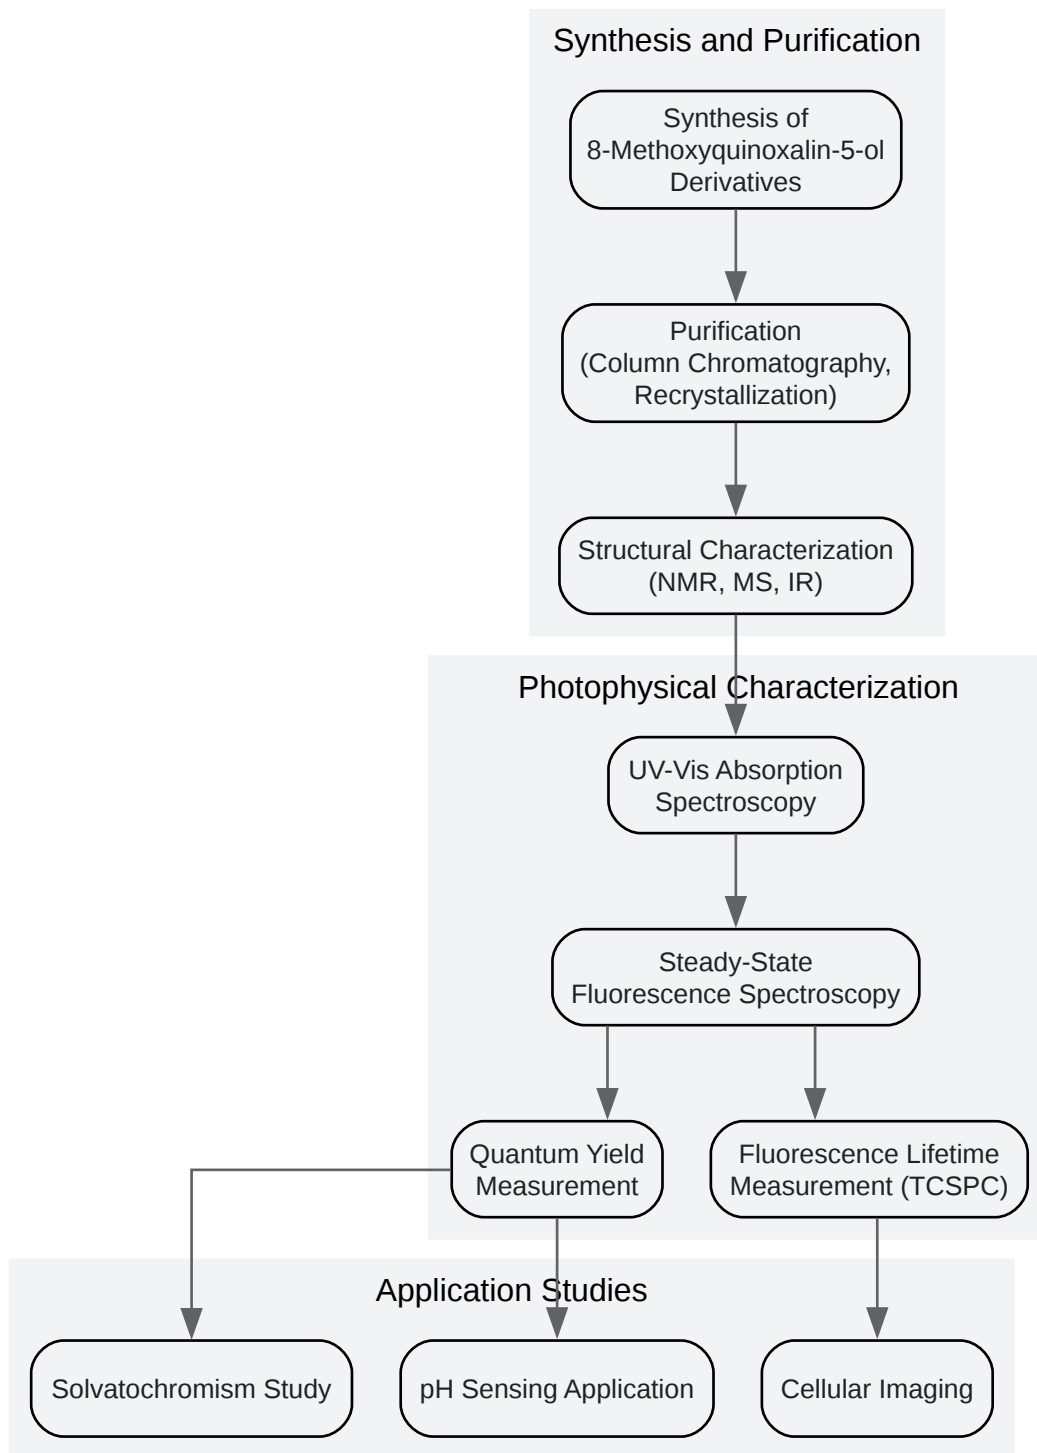 Synthesis and Purification
Synthesis of
8-Methoxyquinoxalin-5-ol
Derivatives
Purification
(Column Chromatography,
Recrystallization)
Structural Characterization
(NMR, MS, IR)
Photophysical Characterization
UV-Vis Absorption
Spectroscopy
Steady-State
Fluorescence Spectroscopy
Quantum Yield
Measurement
Fluorescence Lifetime
Measurement (TCSPC)
Application Studies
Solvatochromism Study
pH Sensing Application
Cellular Imaging